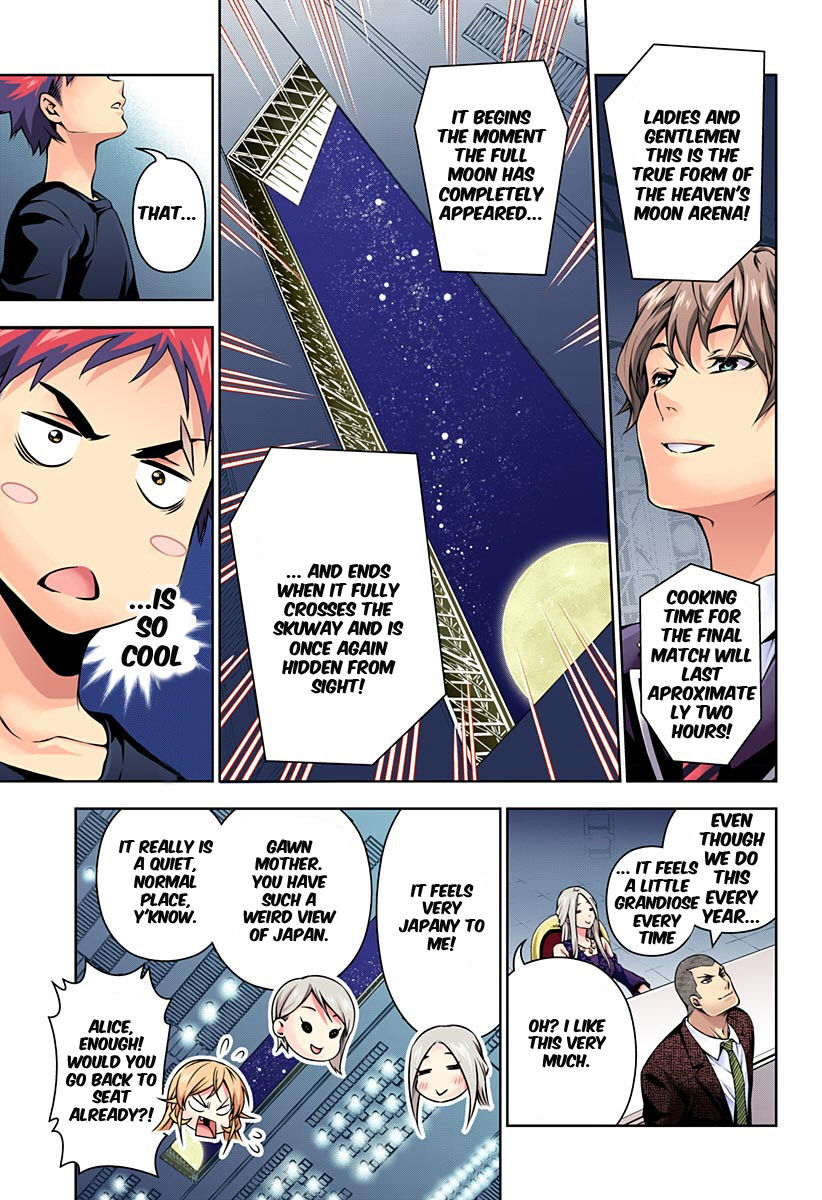 LADIES AND
GENTLEMEN
THIS IS THE
TRUE FORM OF
THE HEAVEN'S
MOON ARENA!
COOKING
TIME FOR
THE FINAL
MATCH WILL
LAST
APROXIMATE
LY TWO
HOURS!
IT BEGINS
THE MOMENT
THE FULL
MOON HAS
COMPLETELY
APPEARED...
... AND ENDS
WHEN IT FULLY
CROSSES THE
SKUWAY AND IS
ONCE AGAIN
HIDDEN FROM
SIGHT!
THAT...
...IS
SO
COOL
EVEN
THOUGH
WE DO
THIS
EVERY
YEAR...
... IT FEELS
A LITTLE
GRANDIOSE
EVERY
TIME
OH? I LIKE
THIS VERY
MUCH.
IT FEELS
VERY
JAPANY TO
ME!
GAWN
MOTHER.
YOU HAVE
SUCH A
WEIRD VIEW
OF JAPAN.
IT REALLY IS
A QUIET,
NORMAL
PLACE,
Y'KNOW.
ALICE,
ENOUGH!
WOULD YOU
GO BACK TO
SEAT
ALREADY?!